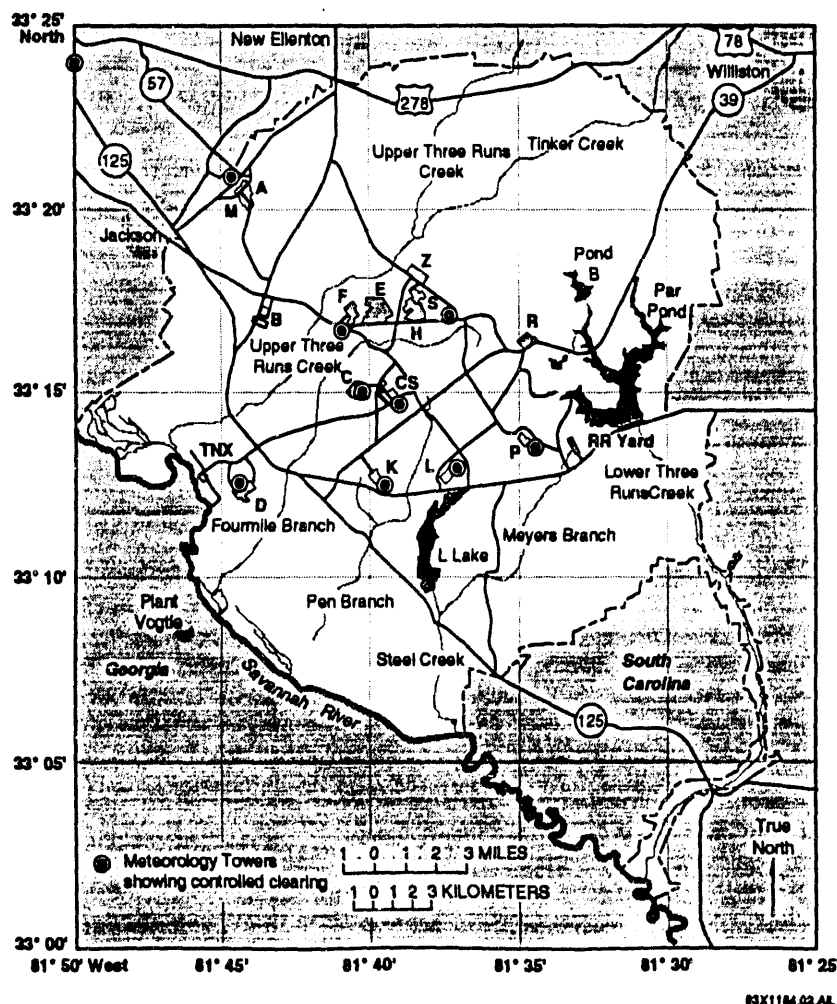 33° 25'
North
New Ellenton
78
Williston
57
278
39
125
Upper Three Runs
Creek
Tinker Creek
A
M
33° 20'
Jackson
Z
Pond
B
Par
Pond
F
E
S
B
H
R
Upper Three
Runs Creek
33° 15'
C
CS
TNX
RR Yard
P
K
L
Lower Three
RunsCreek
D
Fourmile Branch
Meyers Branch
L Lake
33° 10'
Plant
Vogtle
Pen Branch
Georgia
Savannah River
Steel Creek
South
Carolina
125
33° 05'
True
North
Meteorology Towers
showing controlled clearing
1 0 1 2 3 MILES
1 0 1 2 3 KILOMETERS
33° 00'
81° 50' West
81° 45'
81° 40'
81° 35'
81° 30'
81° 25'